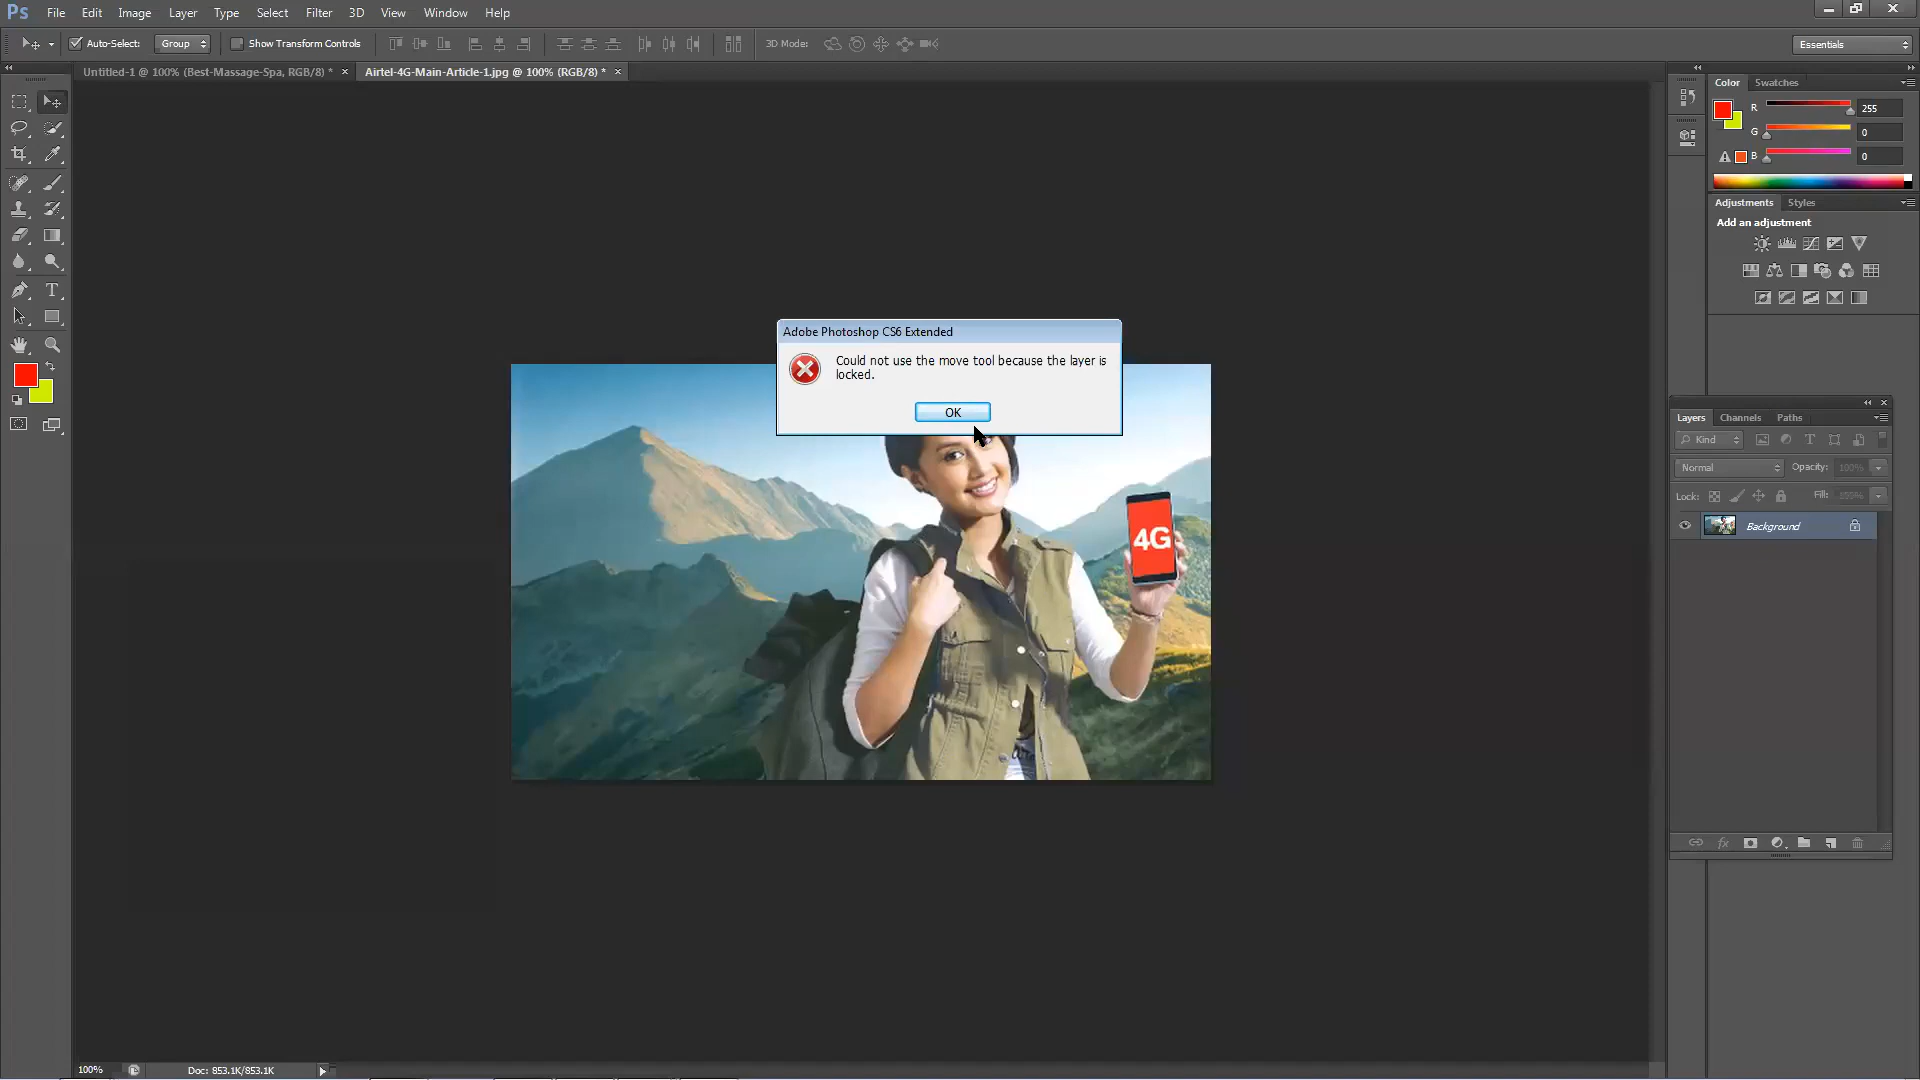 Ps File Edit Image Layer Type Select Filter 3D View Window Help
Auto-Select: Group Show Transform Controls 3D Mode: Essentials
Untitled-1 @ 100% (Best-Massage-Spa, RGB/8) * × Airtel-4G-Main-Article-1.jpg @ 100% (RGB/8) * ×
Color Swatches
R 255
G 0
B 0
Adjustments Styles
Add an adjustment
Adobe Photoshop CS6 Extended
Could not use the move tool because the layer is
locked.
OK
4G
Layers Channels Paths
Kind
Normal Opacity: 100%
Lock: Fill: 100%
Background
100% Doc: 853.1K/853.1K